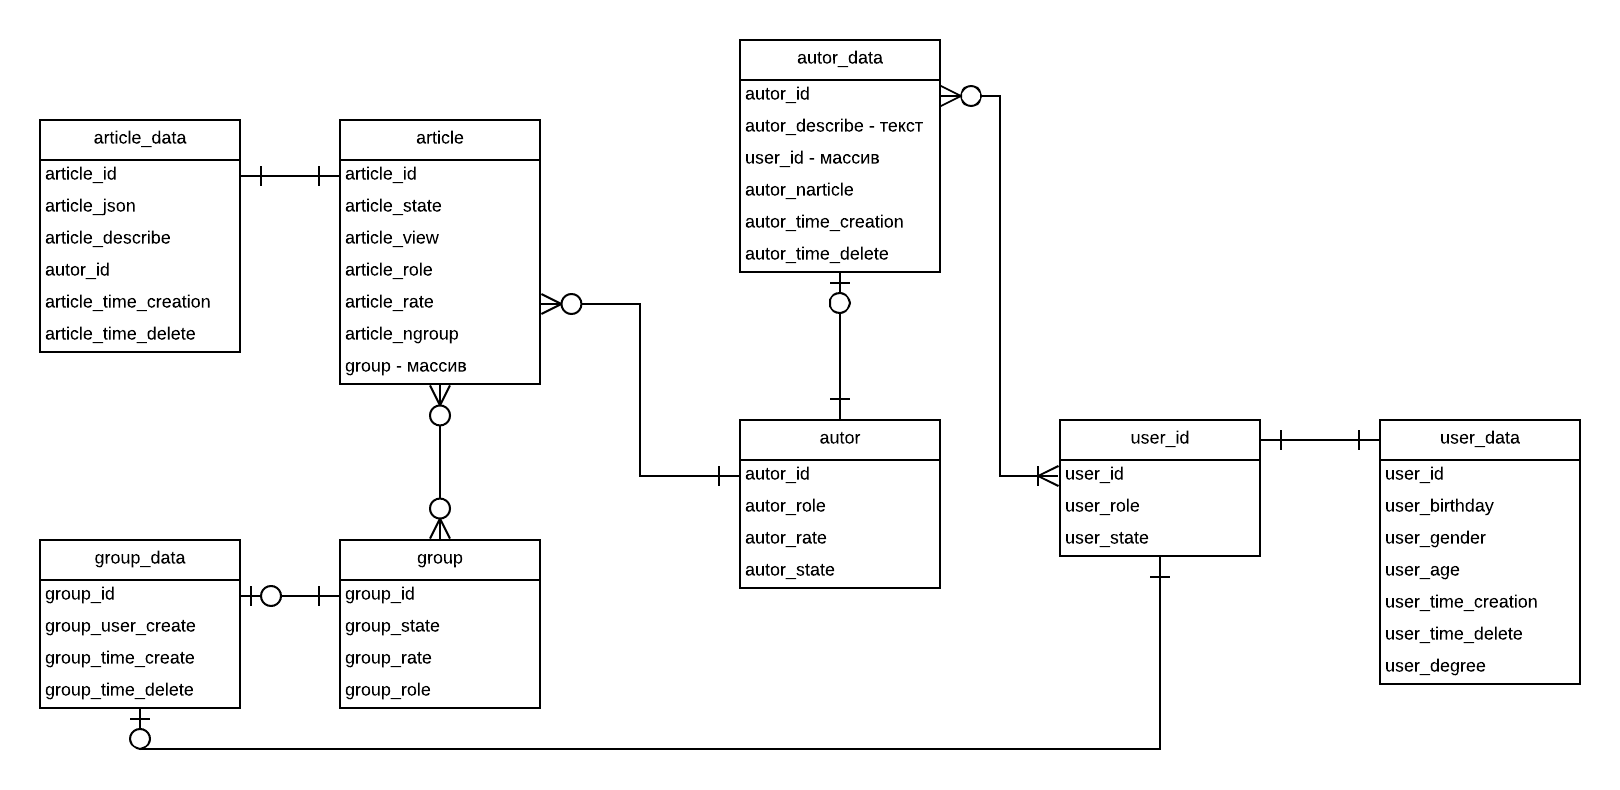 autor_data
autor_id
autor_describe - текст
user_id - массив
autor_narticle
autor_time_creation
autor_time_delete
article_data
article_id
article_json
article_describe
autor_id
article_time_creation
article_time_delete
article
article_id
article_state
article_view
article_role
article_rate
article_ngroup
group - массив
autor
autor_id
autor_role
autor_rate
autor_state
user_id
user_id
user_role
user_state
user_data
user_id
user_birthday
user_gender
user_age
user_time_creation
user_time_delete
user_degree
group_data
group_id
group_user_create
group_time_create
group_time_delete
group
group_id
group_state
group_rate
group_role